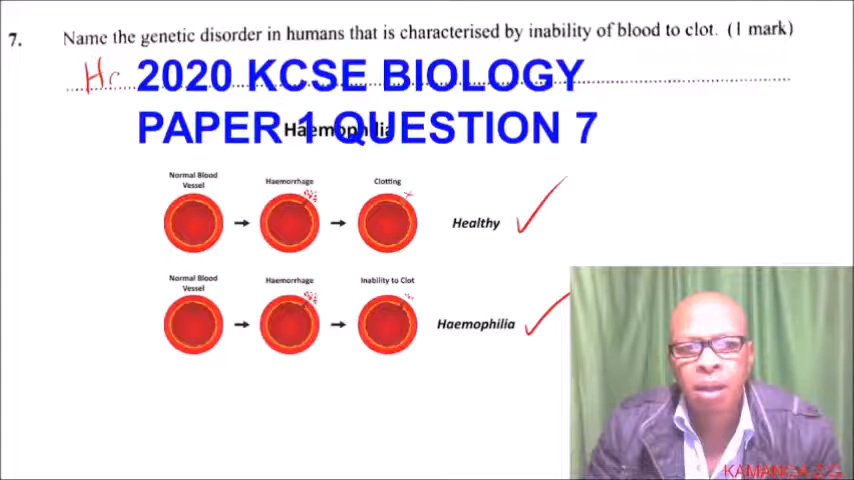 7. Name the genetic disorder in humans that is characterised by inability of blood to clot. (1 mark)
2020 KCSE BIOLOGY
PAPER 1 QUESTION 7
Haemophilia
Normal Blood Vessel
Haemorrhage
Clotting
Healthy
Normal Blood Vessel
Haemorrhage
Inability to Clot
Haemophilia